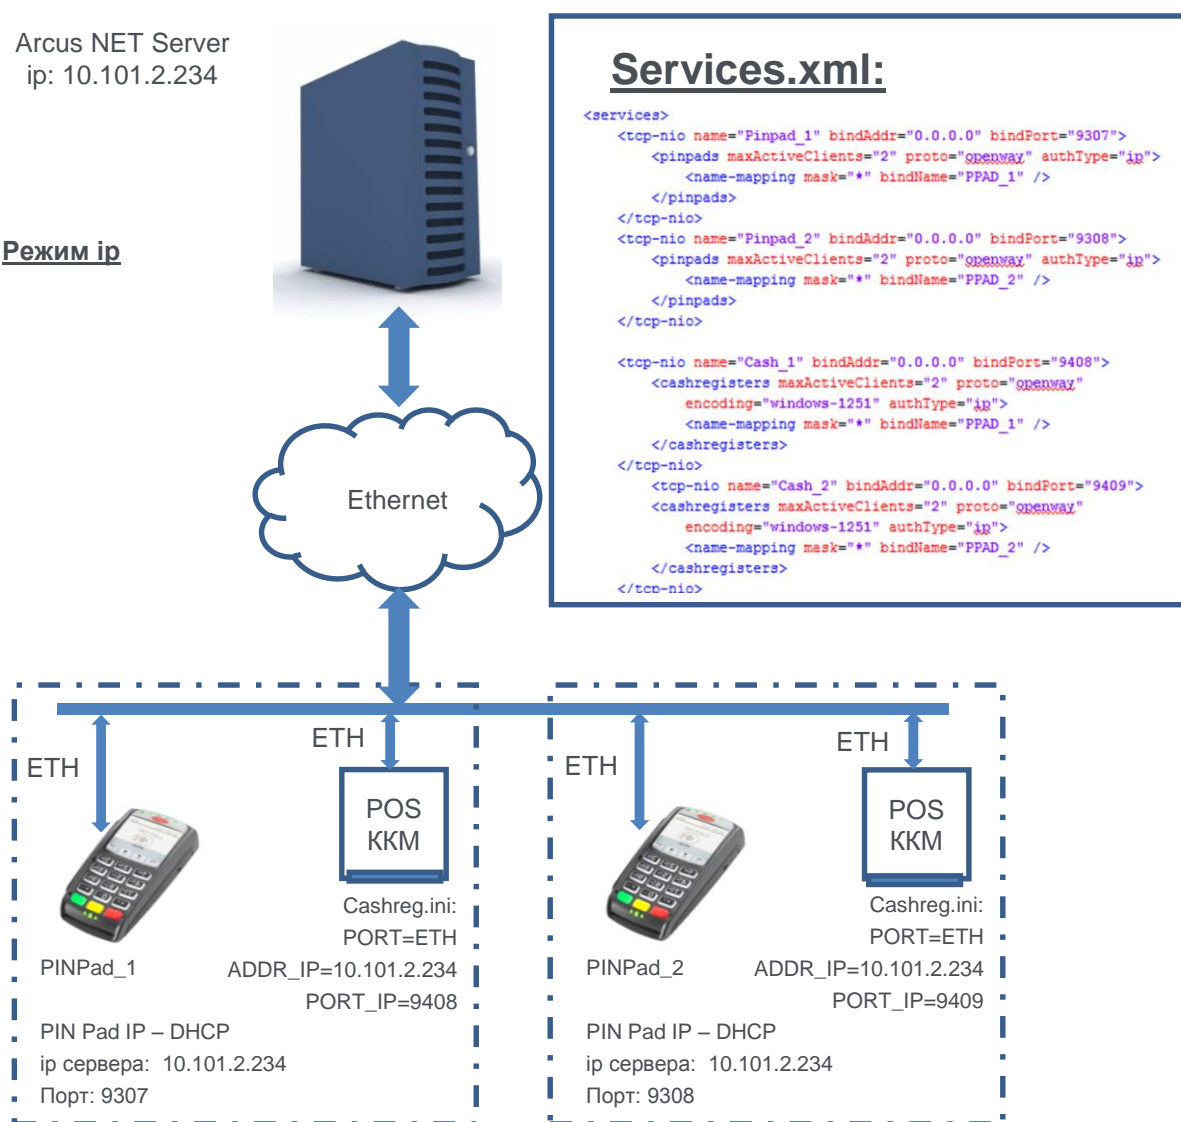 Arcus NET Server
ip: 10.101.2.234
Режим ip
Services.xml:
<services>
<tcp-nio name="Pinpad_1" bindAddr="0.0.0.0" bindPort="9307">
<pinpads maxActiveClients="2" proto="openway" authType="ip">
<name-mapping mask="*" bindName="PPAD_1" />
</pinpads>
</tcp-nio>
<tcp-nio name="Pinpad_2" bindAddr="0.0.0.0" bindPort="9308">
<pinpads maxActiveClients="2" proto="openway" authType="ip">
<name-mapping mask="*" bindName="PPAD_2" />
</pinpads>
</tcp-nio>
<tcp-nio name="Cash_1" bindAddr="0.0.0.0" bindPort="9408">
<cashregisters maxActiveClients="2" proto="openway"
encoding="windows-1251" authType="ip">
<name-mapping mask="*" bindName="PPAD_1" />
</cashregisters>
</tcp-nio>
<tcp-nio name="Cash_2" bindAddr="0.0.0.0" bindPort="9409">
<cashregisters maxActiveClients="2" proto="openway"
encoding="windows-1251" authType="ip">
<name-mapping mask="*" bindName="PPAD_2" />
</cashregisters>
</tcp-nio>
Ethernet
ETH
ETH
POS
ККМ
Cashreg.ini:
PORT=ETH
ADDR_IP=10.101.2.234
PORT_IP=9408
PINPad_1
PIN Pad IP – DHCP
ip сервера: 10.101.2.234
Порт: 9307
ETH
ETH
POS
ККМ
Cashreg.ini:
PORT=ETH
ADDR_IP=10.101.2.234
PORT_IP=9409
PINPad_2
PIN Pad IP – DHCP
ip сервера: 10.101.2.234
Порт: 9308